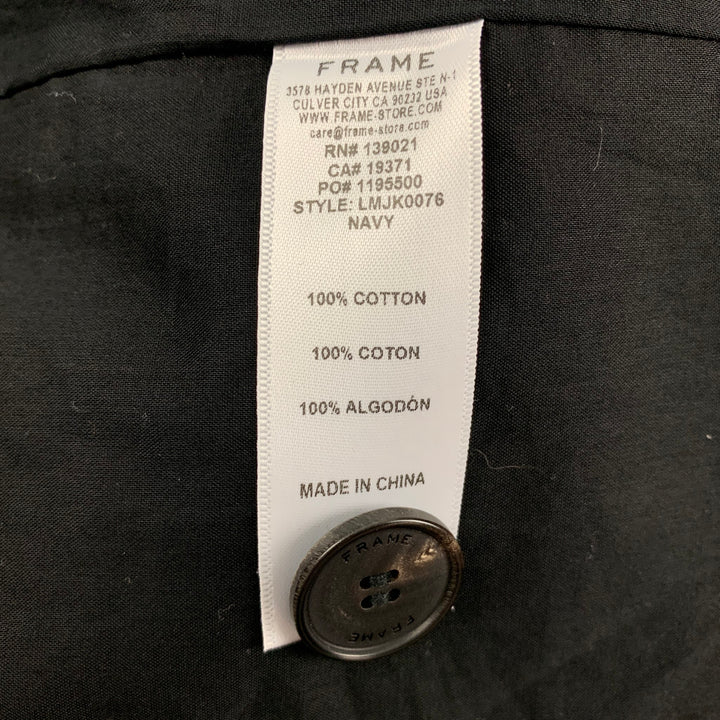 FRAME
3578 HAYDEN AVENUE STE N-1
CULVER CITY CA 90232 USA
WWW.FRAME-STORE.COM
care@frame-store.com
RN# 139021
CA# 19371
PO# 1195500
STYLE: LMJK0076
NAVY
100% COTTON
100% COTON
100% ALGODÓN
MADE IN CHINA
FRAME
FRAME